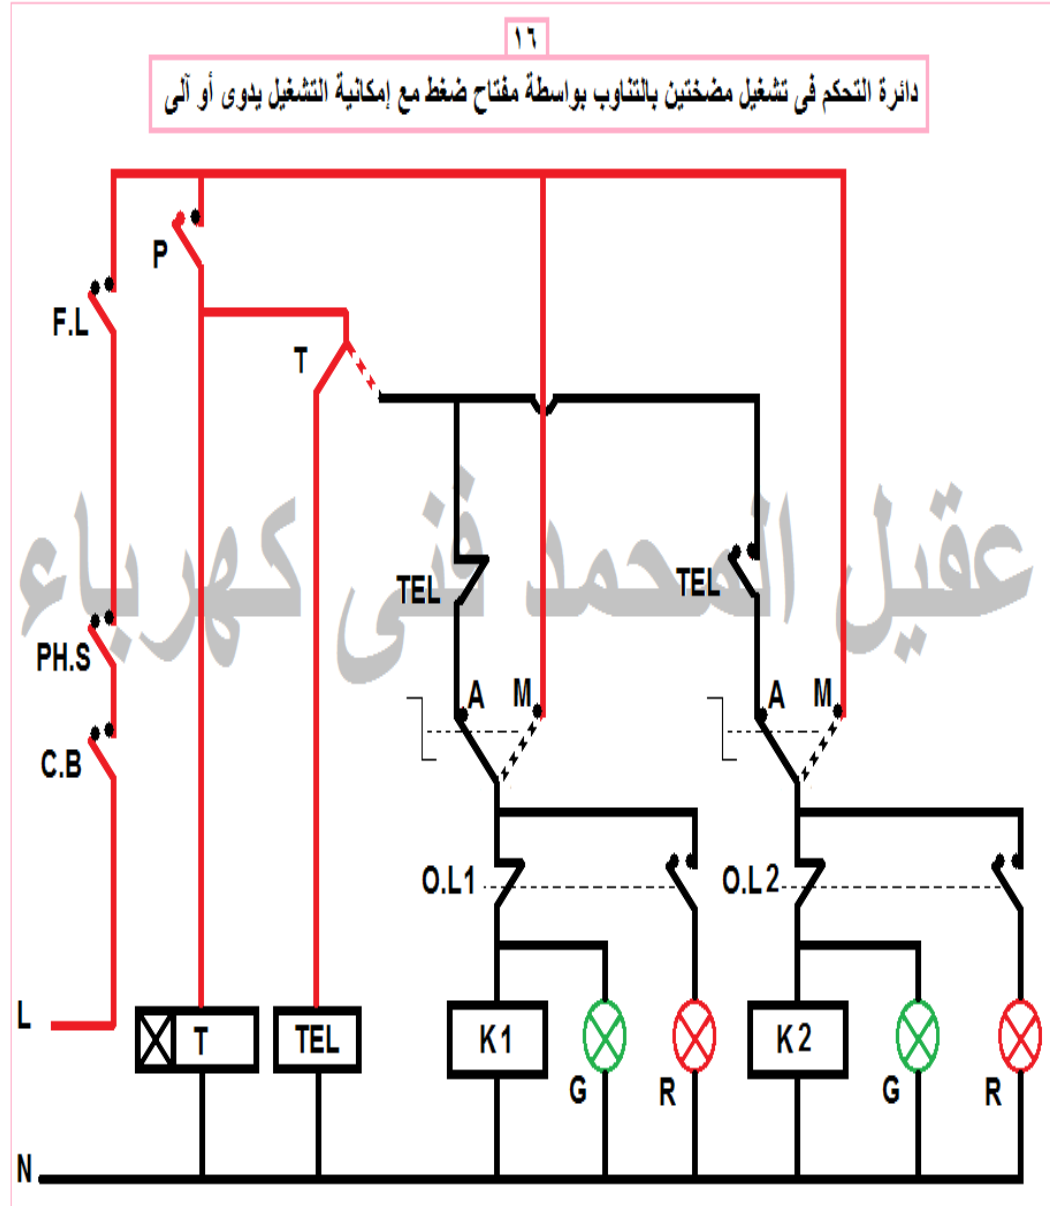 ١٦
دائرة التحكم فى تشغيل مضختين بالتناوب بواسطة مفتاح ضغط مع إمكانية التشغيل يدوى أو آلى
P
F.L
T
عقيل المحمد فنى كهرباء
TEL
TEL
PH.S
A M
A M
C.B
O.L1
O.L2
L
T
TEL
K1
K2
G
R
G
R
N